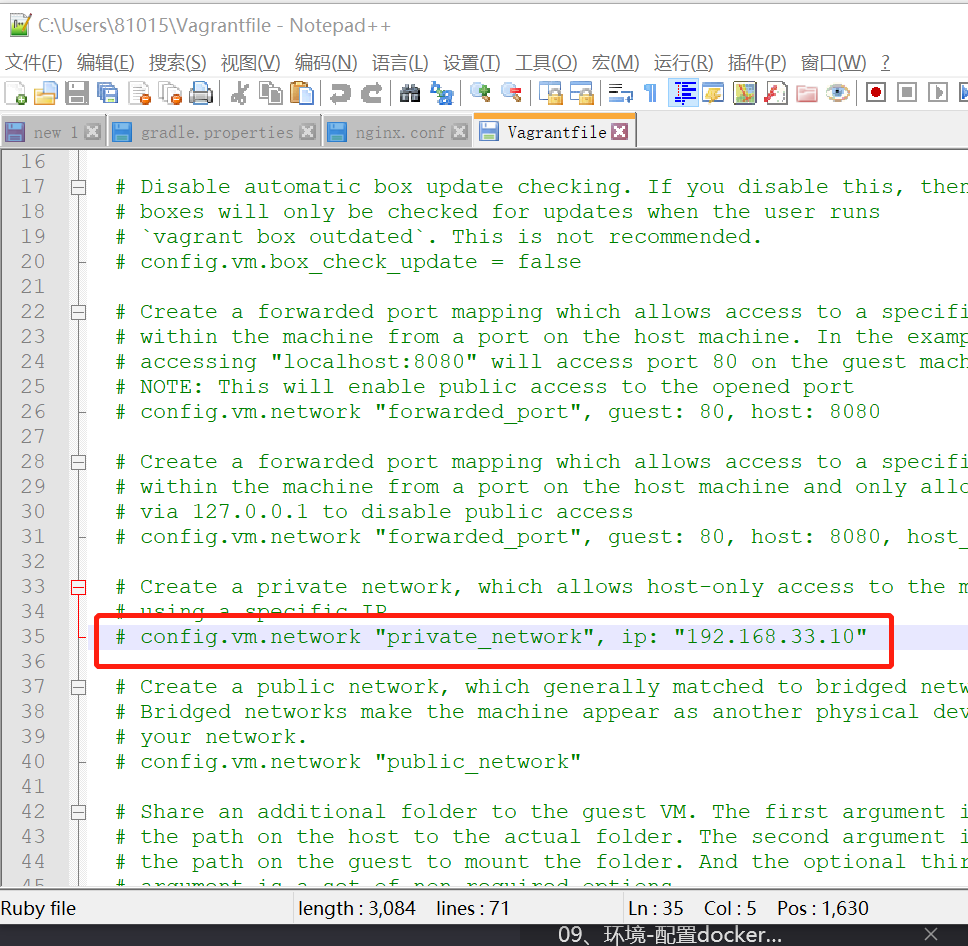 C:\Users\81015\Vagrantfile - Notepad++
文件(F) 编辑(E) 搜索(S) 视图(V) 编码(N) 语言(L) 设置(T) 工具(O) 宏(M) 运行(R) 插件(P) 窗口(W) ?
new 1 gradle.properties nginx.conf Vagrantfile
16
17 # Disable automatic box update checking. If you disable this, then
18 # boxes will only be checked for updates when the user runs
19 # `vagrant box outdated`. This is not recommended.
20 # config.vm.box_check_update = false
21
22 # Create a forwarded port mapping which allows access to a specifi
23 # within the machine from a port on the host machine. In the examp
24 # accessing "localhost:8080" will access port 80 on the guest mach
25 # NOTE: This will enable public access to the opened port
26 # config.vm.network "forwarded_port", guest: 80, host: 8080
27
28 # Create a forwarded port mapping which allows access to a specifi
29 # within the machine from a port on the host machine and only allo
30 # via 127.0.0.1 to disable public access
31 # config.vm.network "forwarded_port", guest: 80, host: 8080, host_
32
33 # Create a private network, which allows host-only access to the m
34 # using a specific IP
35 # config.vm.network "private_network", ip: "192.168.33.10"
36
37 # Create a public network, which generally matched to bridged netw
38 # Bridged networks make the machine appear as another physical dev
39 # your network.
40 # config.vm.network "public_network"
41
42 # Share an additional folder to the guest VM. The first argument i
43 # the path on the host to the actual folder. The second argument i
44 # the path on the guest to mount the folder. And the optional thir
45 # argument is a set of non-required options
Ruby file length : 3,084 lines : 71 Ln : 35 Col : 5 Pos : 1,630
09、环境-配置docker...